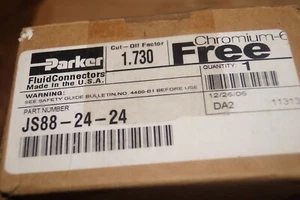 Parker
FluidConnectors
Made in the U.S.A.
Cut-Off Factor
1.730
Chromium-6
Free
QUANTITY:
1
WARNING:
SEE SAFETY GUIDE BULLETIN NO. 4400-B1 BEFORE USE
PART NUMBER
JS88-24-24
12/26/06
DA2
11313